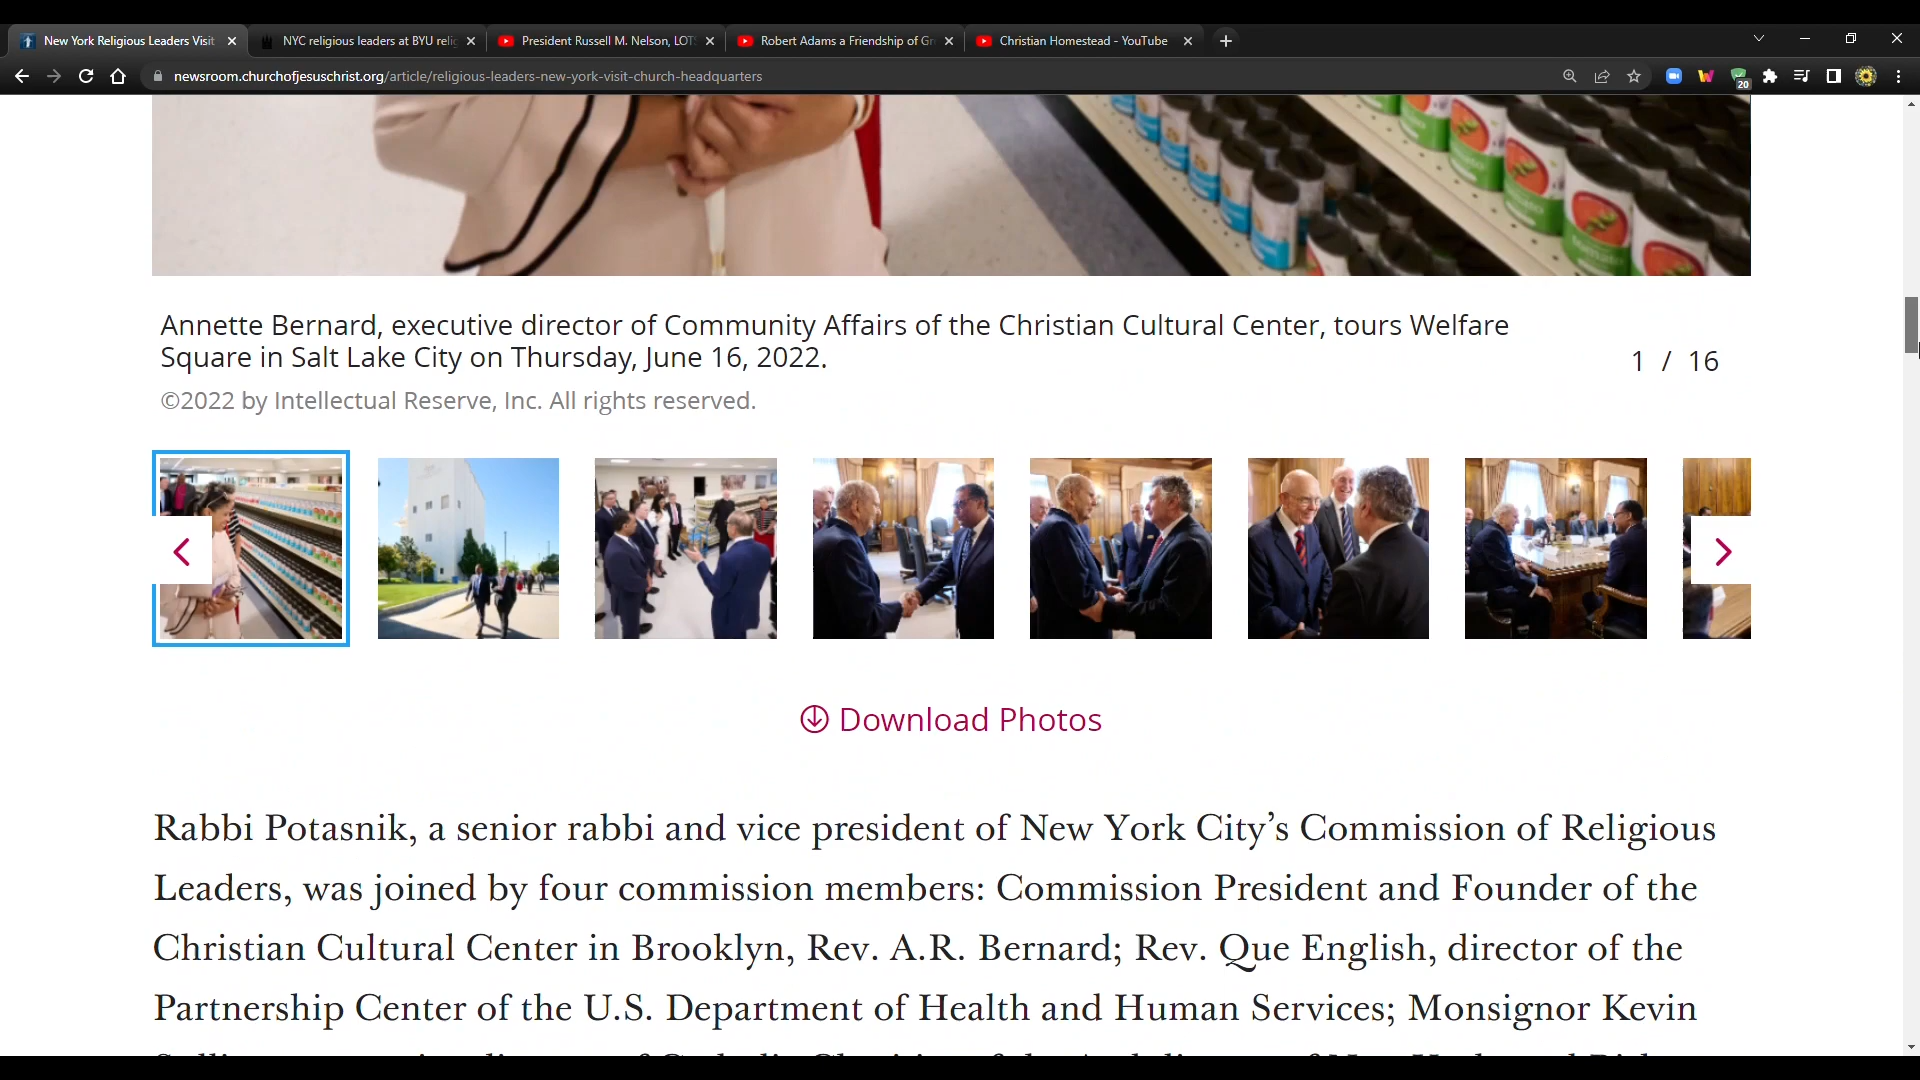 New York Religious Leaders Visit
NYC religious leaders at BYU relig
President Russell M. Nelson, LOT
Robert Adams a Friendship of Gr
Christian Homestead - YouTube
newsroom.churchofjesuschrist.org/article/religious-leaders-new-york-visit-church-headquarters
20
Annette Bernard, executive director of Community Affairs of the Christian Cultural Center, tours Welfare
Square in Salt Lake City on Thursday, June 16, 2022.
1 / 16
©2022 by Intellectual Reserve, Inc. All rights reserved.
Download Photos
Rabbi Potasnik, a senior rabbi and vice president of New York City’s Commission of Religious
Leaders, was joined by four commission members: Commission President and Founder of the
Christian Cultural Center in Brooklyn, Rev. A.R. Bernard; Rev. Que English, director of the
Partnership Center of the U.S. Department of Health and Human Services; Monsignor Kevin